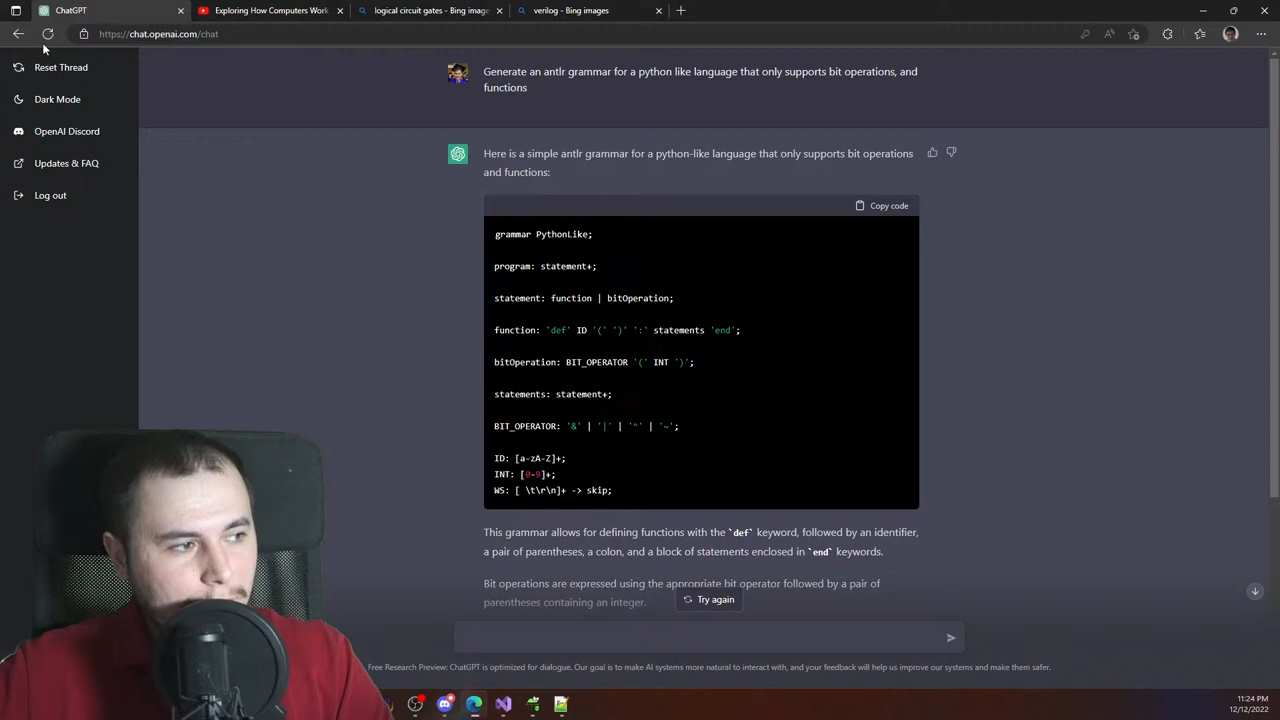 ChatGPT
Exploring How Computers Work
logical circuit gates - Bing images
verilog - Bing images
https://chat.openai.com/chat
Reset Thread
Dark Mode
OpenAI Discord
Updates & FAQ
Log out
Generate an antlr grammar for a python like language that only supports bit operations, and
functions
Here is a simple antlr grammar for a python-like language that only supports bit operations
and functions:
Copy code
grammar PythonLike;
program: statement+;
statement: function | bitOperation;
function: 'def' ID '(' ')' ':' statements 'end';
bitOperation: BIT_OPERATOR '(' INT ')';
statements: statement+;
BIT_OPERATOR: '&' | '|' | '^' | '~';
ID: [a-zA-Z]+;
INT: [0-9]+;
WS: [ \t\r\n]+ -> skip;
This grammar allows for defining functions with the `def` keyword, followed by an identifier,
a pair of parentheses, a colon, and a block of statements enclosed in `end` keywords.
Bit operations are expressed using the appropriate bit operator followed by a pair of
parentheses containing an integer.
Try again
Free Research Preview: ChatGPT is optimized for dialogue. Our goal is to make AI systems more natural to interact with, and your feedback will help us improve our systems and make them safer.
11:24 PM
12/12/2022